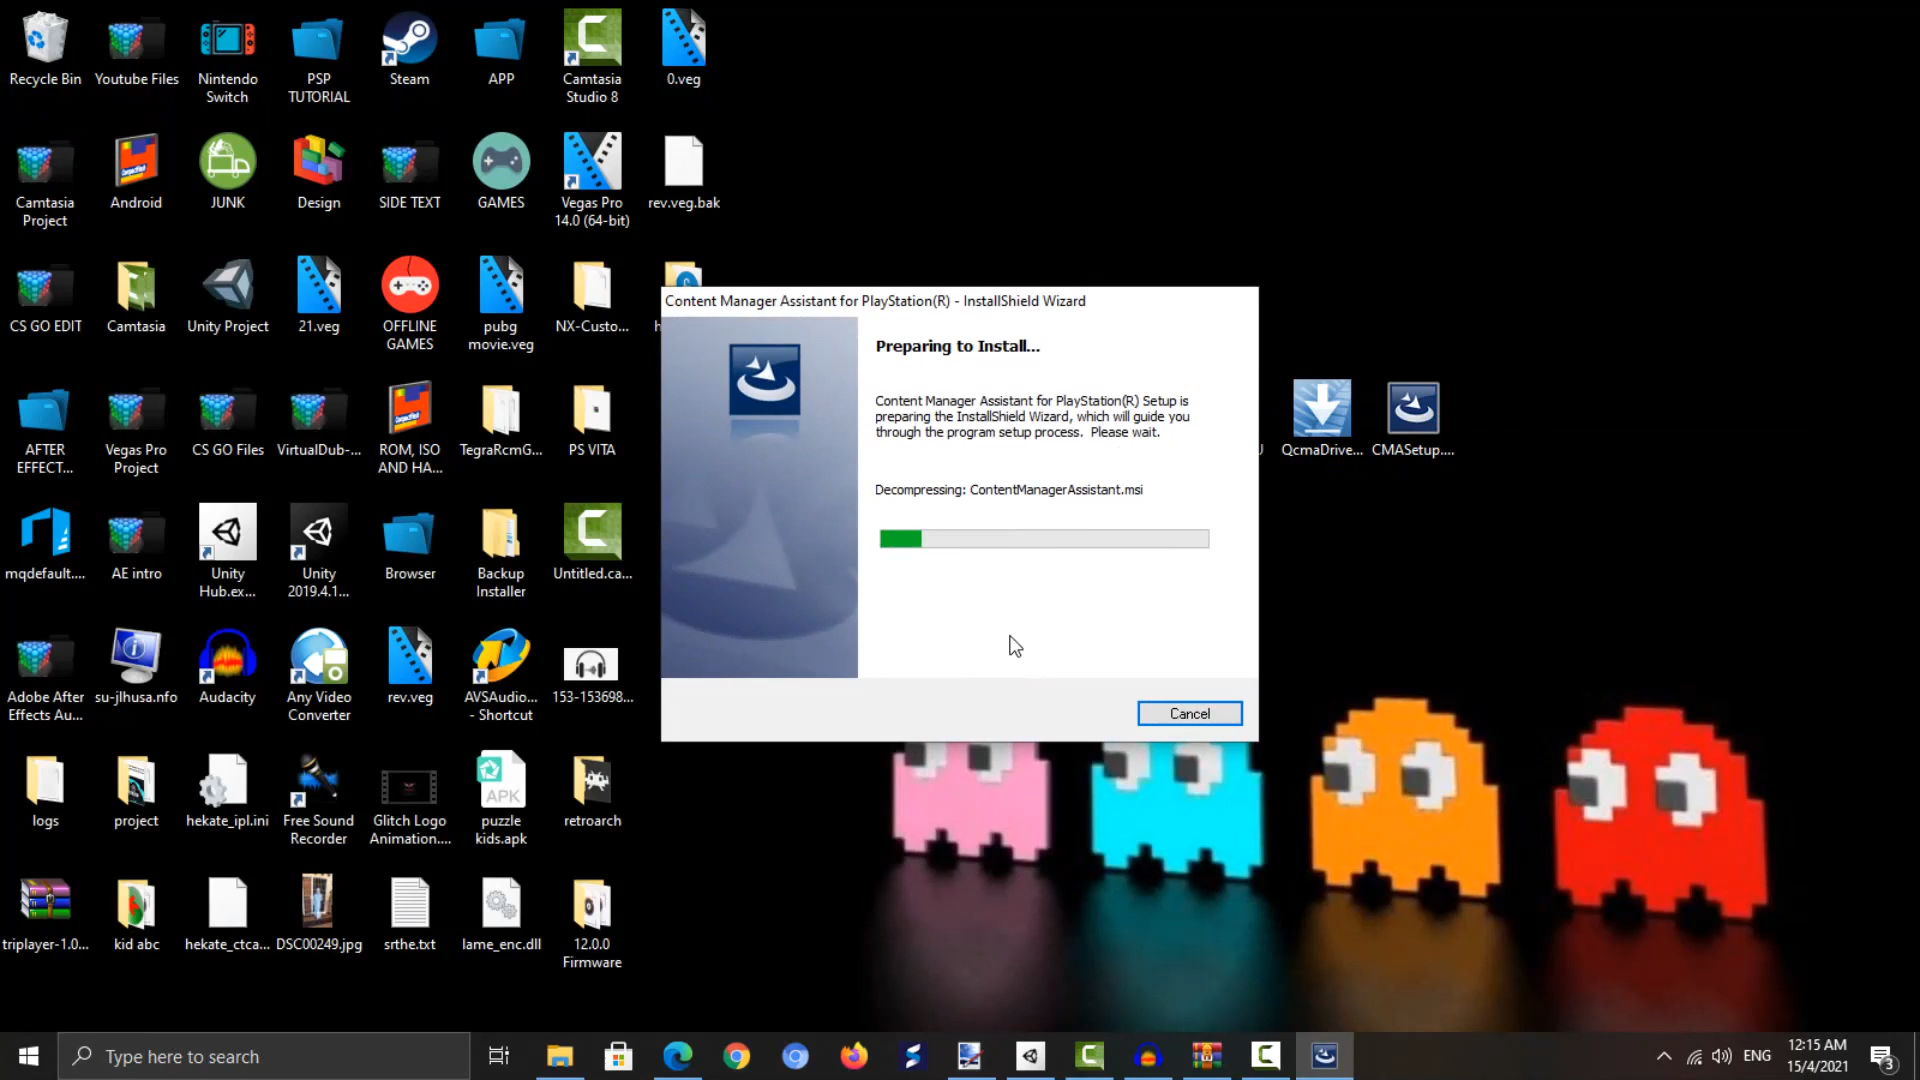 Recycle Bin
Youtube Files
Nintendo
Switch
PSP
TUTORIAL
Steam
APP
Camtasia
Studio 8
0.veg
Camtasia
Project
Android
JUNK
Design
SIDE TEXT
GAMES
Vegas Pro
14.0 (64-bit)
rev.veg.bak
CS GO EDIT
Camtasia
Unity Project
21.veg
OFFLINE
GAMES
pubg
movie.veg
NX-Custo...
Content Manager Assistant for PlayStation(R) - InstallShield Wizard
Preparing to Install...
Content Manager Assistant for PlayStation(R) Setup is
preparing the InstallShield Wizard, which will guide you
through the program setup process. Please wait.
Decompressing: ContentManagerAssistant.msi
Cancel
AFTER
EFFECT...
Vegas Pro
Project
CS GO Files
VirtualDub-...
ROM, ISO
AND HA...
TegraRcmG...
PS VITA
QcmaDrive...
CMASetup....
mqdefault....
AE intro
Unity
Hub.ex...
Unity
2019.4.1...
Browser
Backup
Installer
Untitled.ca...
Adobe After
Effects Au...
su-jlhusa.nfo
Audacity
Any Video
Converter
rev.veg
AVSAudio...
- Shortcut
153-153698...
logs
project
hekate_ipl.ini
Free Sound
Recorder
Glitch Logo
Animation....
APK
puzzle
kids.apk
retroarch
triplayer-1.0...
kid abc
hekate_ctca...
DSC00249.jpg
srthe.txt
lame_enc.dll
12.0.0
Firmware
Type here to search
ENG
12:15 AM
15/4/2021
3